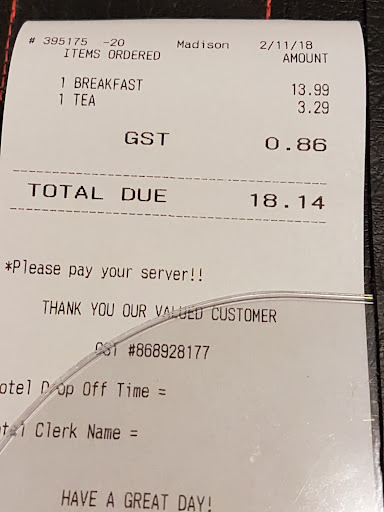 # 395175 -20 Madison 2/11/18
ITEMS ORDERED AMOUNT
1 BREAKFAST 13.99
1 TEA 3.29
GST 0.86
TOTAL DUE 18.14
*Please pay your server!!
THANK YOU OUR VALUED CUSTOMER
GST #868928177
otel Drop Off Time =
otel Clerk Name =
HAVE A GREAT DAY!